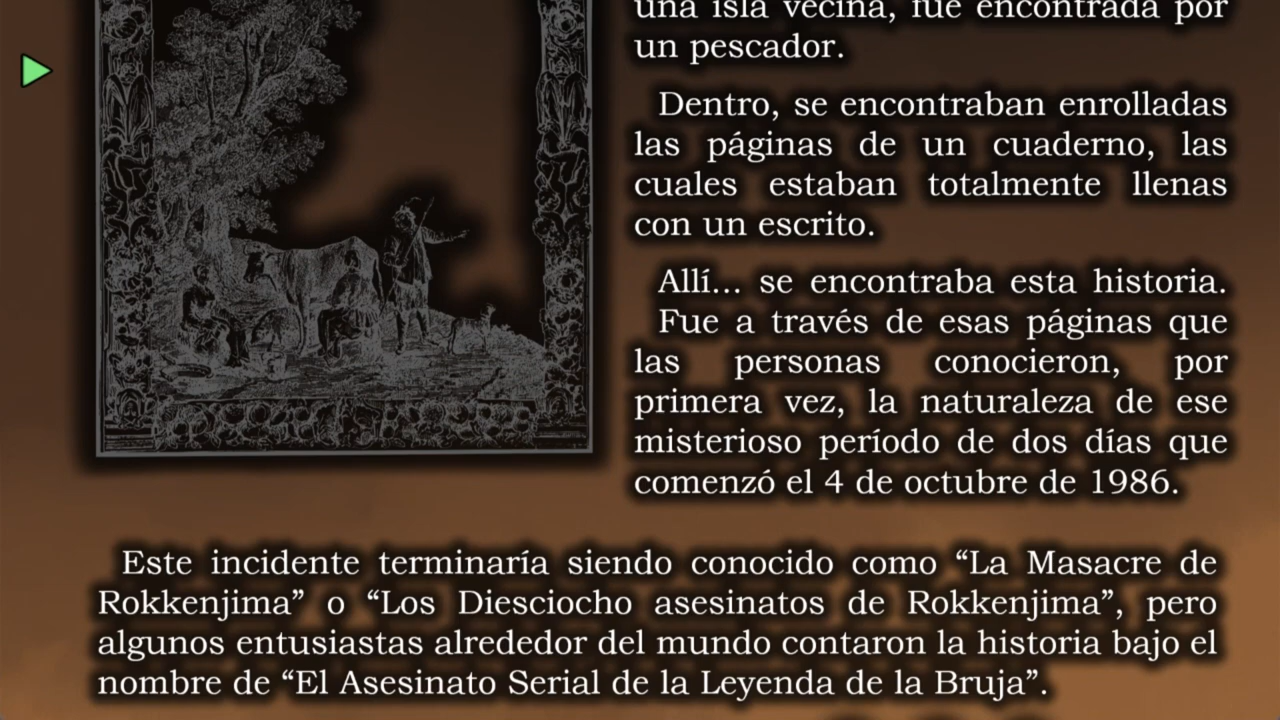 una isla vecina, fue encontrada por
un pescador.
Dentro, se encontraban enrolladas
las páginas de un cuaderno, las
cuales estaban totalmente llenas
con un escrito.
Allí... se encontraba esta historia.
Fue a través de esas páginas que
las personas conocieron, por
primera vez, la naturaleza de ese
misterioso período de dos días que
comenzó el 4 de octubre de 1986.
Este incidente terminaría siendo conocido como “La Masacre de
Rokkenjima” o “Los Diesciocho asesinatos de Rokkenjima”, pero
algunos entusiastas alrededor del mundo contaron la historia bajo el
nombre de “El Asesinato Serial de la Leyenda de la Bruja”.